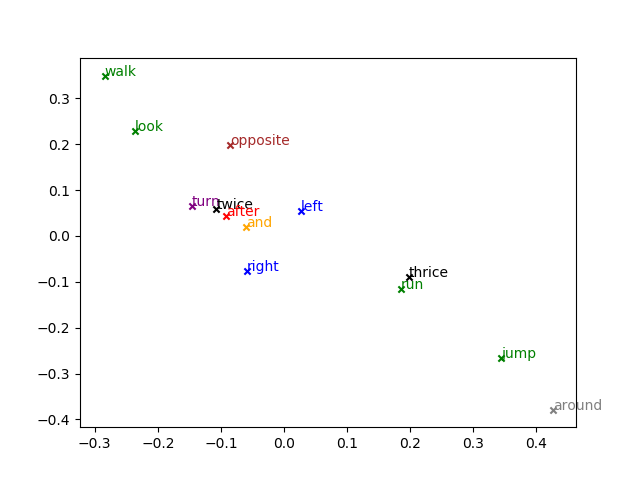 walk
look
opposite
turn
twice
after
and
left
right
thrice
run
jump
around
0.3
0.2
0.1
0.0
−0.1
−0.2
−0.3
−0.4
−0.3 −0.2 −0.1 0.0 0.1 0.2 0.3 0.4